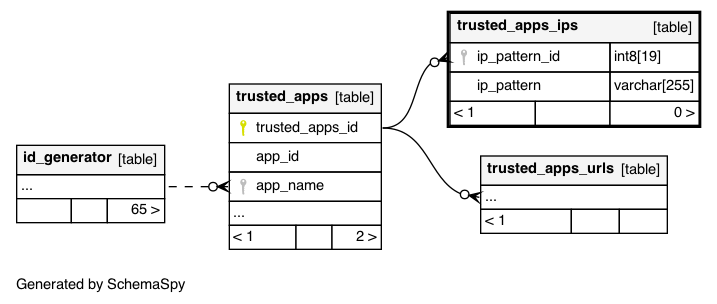 trusted_apps_ips [table]
ip_pattern_id int8[19]
ip_pattern varchar[255]
< 1 0 >
trusted_apps [table]
trusted_apps_id
app_id
app_name
...
< 1 2 >
id_generator [table]
...
65 >
trusted_apps_urls [table]
...
< 1
Generated by SchemaSpy